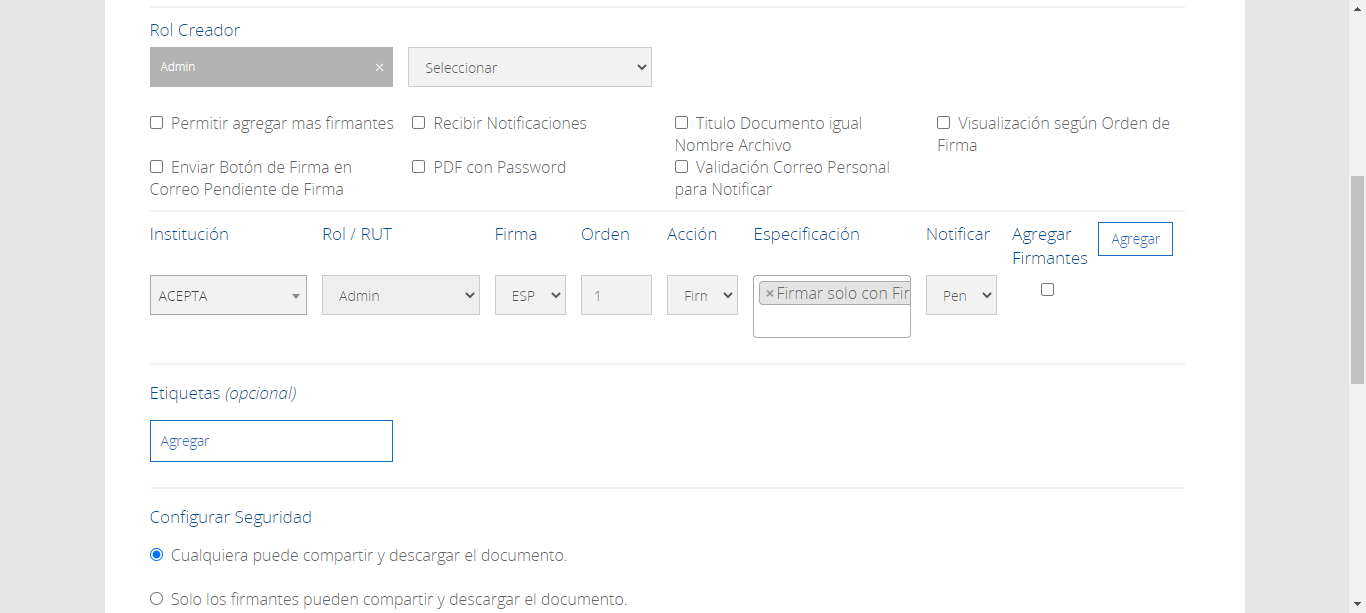 Rol Creador
Admin ×
Seleccionar
Permitir agregar mas firmantes
Recibir Notificaciones
Titulo Documento igual
Nombre Archivo
Visualización según Orden de
Firma
Enviar Botón de Firma en
Correo Pendiente de Firma
PDF con Password
Validación Correo Personal
para Notificar
Institución
Rol / RUT
Firma
Orden
Acción
Especificación
Notificar
Agregar
Firmantes
Agregar
ACEPTA
Admin
ESP
1
Firn
×Firmar solo con Fir
Pen
Etiquetas (opcional)
Agregar
Configurar Seguridad
Cualquiera puede compartir y descargar el documento.
Solo los firmantes pueden compartir y descargar el documento.